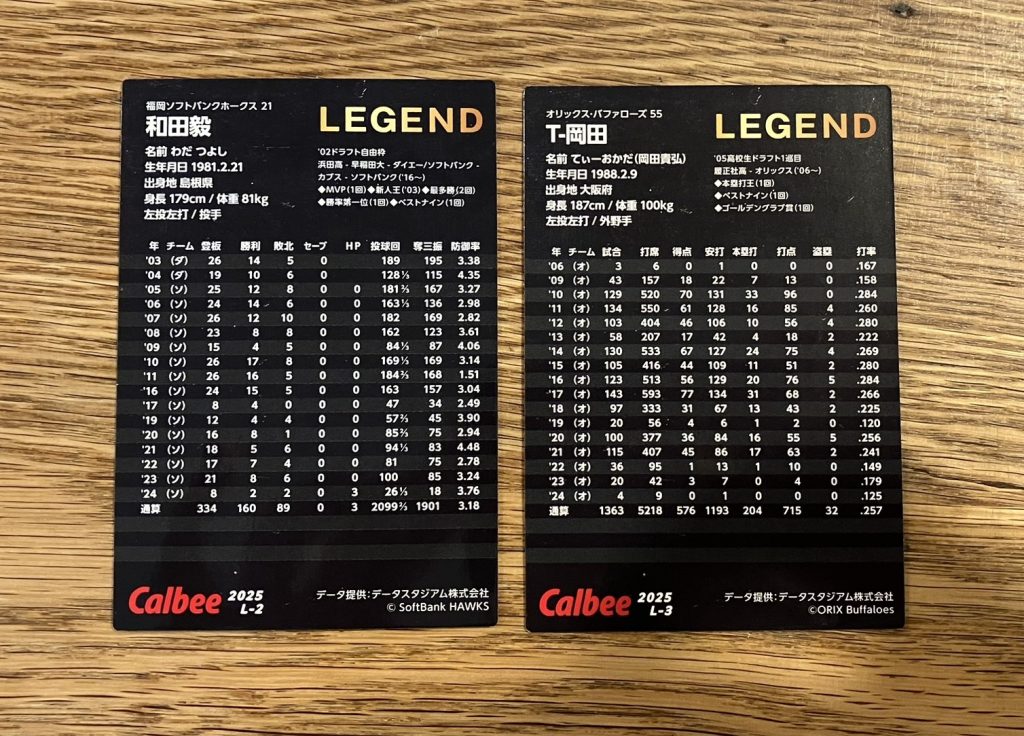 福岡ソフトバンクホークス 21
和田毅
LEGEND
名前 わだ つよし
生年月日 1981.2.21
出身地 島根県
身長 179cm / 体重 81kg
左投左打 / 投手
'02ドラフト自由枠
浜田高 - 早稲田大 - ダイエー/ソフトバンク -
カブス - ソフトバンク('16〜)
◆MVP(1回)◆新人王('03)◆最多勝(2回)
◆勝率第一位(1回)◆ベストナイン(1回)
年 チーム 登板 勝利 敗北 セーブ HP 投球回 奪三振 防御率
'03 (ダ) 26 14 5 0 189 195 3.38
'04 (ダ) 19 10 6 0 128⅓ 115 4.35
'05 (ソ) 25 12 8 0 0 181⅔ 167 3.27
'06 (ソ) 24 14 6 0 0 163⅓ 136 2.98
'07 (ソ) 26 12 10 0 0 182 169 2.82
'08 (ソ) 23 8 8 0 0 162 123 3.61
'09 (ソ) 15 4 5 0 0 84⅓ 87 4.06
'10 (ソ) 26 17 8 0 0 169⅓ 169 3.14
'11 (ソ) 26 16 5 0 0 184⅔ 168 1.51
'16 (ソ) 24 15 5 0 0 163 157 3.04
'17 (ソ) 8 4 0 0 0 47 34 2.49
'19 (ソ) 12 4 4 0 0 57⅔ 45 3.90
'20 (ソ) 16 8 1 0 0 85⅔ 75 2.94
'21 (ソ) 18 5 6 0 0 94⅓ 83 4.48
'22 (ソ) 17 7 4 0 0 81 75 2.78
'23 (ソ) 21 8 6 0 0 100 85 3.24
'24 (ソ) 8 2 2 0 3 26⅓ 18 3.76
通算 334 160 89 0 3 2099⅔ 1901 3.18
Calbee 2025
L-2
データ提供:データスタジアム株式会社
© SoftBank HAWKS
オリックス・バファローズ 55
T-岡田
LEGEND
名前 てぃーおかだ(岡田貴弘)
生年月日 1988.2.9
出身地 大阪府
身長 187cm / 体重 100kg
左投左打 / 外野手
'05高校生ドラフト1巡目
履正社高 - オリックス('06〜)
◆本塁打王(1回)
◆ベストナイン(1回)
◆ゴールデングラブ賞(1回)
年 チーム 試合 打席 得点 安打 本塁打 打点 盗塁 打率
'06 (オ) 3 6 0 1 0 0 0 .167
'09 (オ) 43 157 18 22 7 13 0 .158
'10 (オ) 129 520 70 131 33 96 0 .284
'11 (オ) 134 550 61 128 16 85 4 .260
'12 (オ) 103 404 46 106 10 56 4 .280
'13 (オ) 58 207 17 42 4 18 2 .222
'14 (オ) 130 533 67 127 24 75 4 .269
'15 (オ) 105 416 44 109 11 51 2 .280
'16 (オ) 123 513 56 129 20 76 5 .284
'17 (オ) 143 593 77 134 31 68 2 .266
'18 (オ) 97 333 31 67 13 43 2 .225
'19 (オ) 20 56 4 6 1 2 0 .120
'20 (オ) 100 377 36 84 16 55 5 .256
'21 (オ) 115 407 45 86 17 63 2 .241
'22 (オ) 36 95 1 13 1 10 0 .149
'23 (オ) 20 42 3 7 0 4 0 .179
'24 (オ) 4 9 0 1 0 0 0 .125
通算 1363 5218 576 1193 204 715 32 .257
Calbee 2025
L-3
データ提供:データスタジアム株式会社
©ORIX Buffaloes